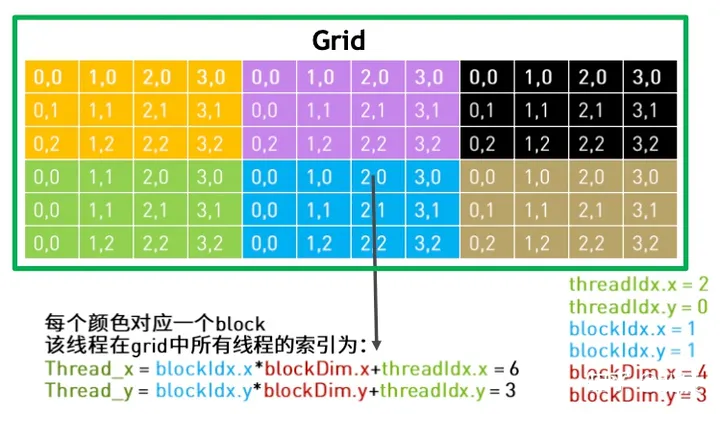 Grid
0,0 1,0 2,0 3,0 0,0 1,0 2,0 3,0 0,0 1,0 2,0 3,0
0,1 1,1 2,1 3,1 0,0 1,1 2,1 3,1 0,1 1,1 2,1 3,1
0,2 1,2 2,2 3,2 0,2 1,2 2,2 3,2 0,2 1,2 2,2 3,2
0,0 1,1 2,0 3,0 0,0 1,0 2,0 3,0 0,0 1,0 2,0 3,0
0,0 1,1 2,1 3,1 0,0 1,1 2,1 3,1 0,1 1,1 2,1 3,1
0,0 1,2 2,2 3,2 0,0 1,2 2,2 3,2 0,2 1,2 2,2 3,2
threadIdx.x = 2
threadIdx.y = 0
blockIdx.x = 1
blockIdx.y = 1
blockDim.x = 4
blockDim.y = 3
每个颜色对应一个block
该线程在grid中所有线程的索引为：
Thread_x = blockIdx.x*blockDim.x+threadIdx.x = 6
Thread_y = blockIdx.y*blockDim.y+threadIdx.y = 3